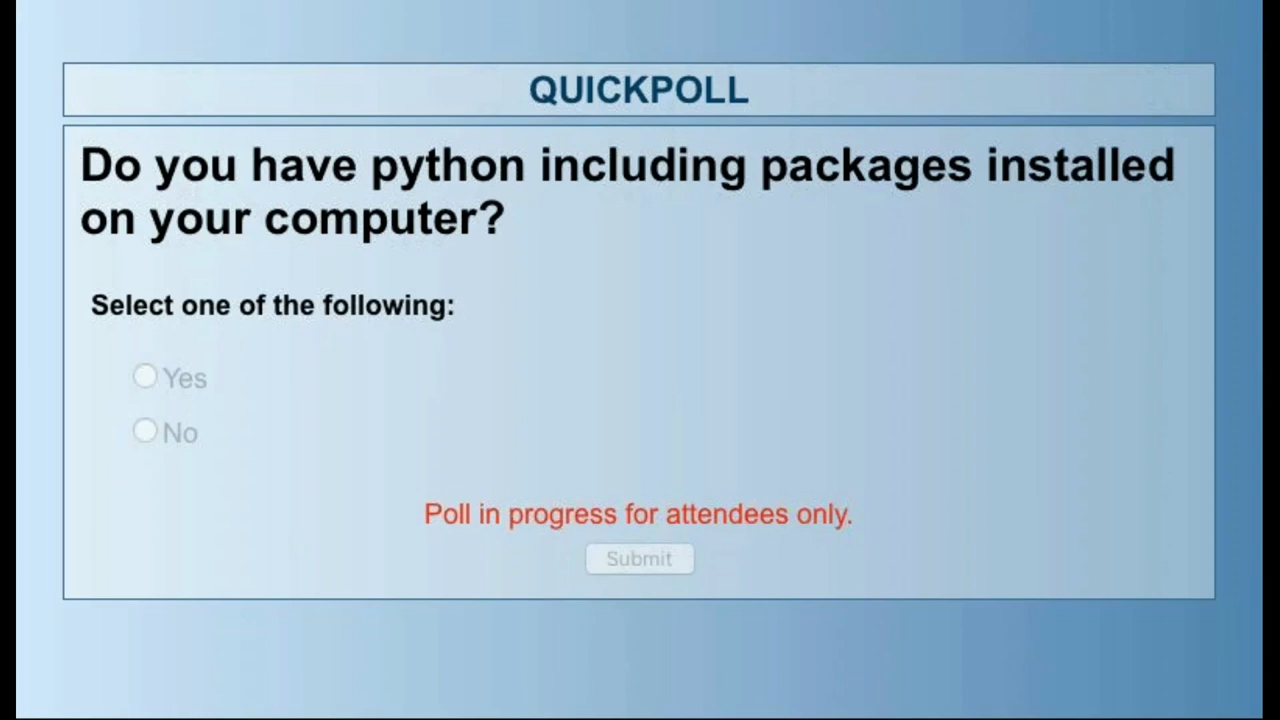 QUICKPOLL
Do you have python including packages installed
on your computer?
Select one of the following:
Yes
No
Poll in progress for attendees only.
Submit